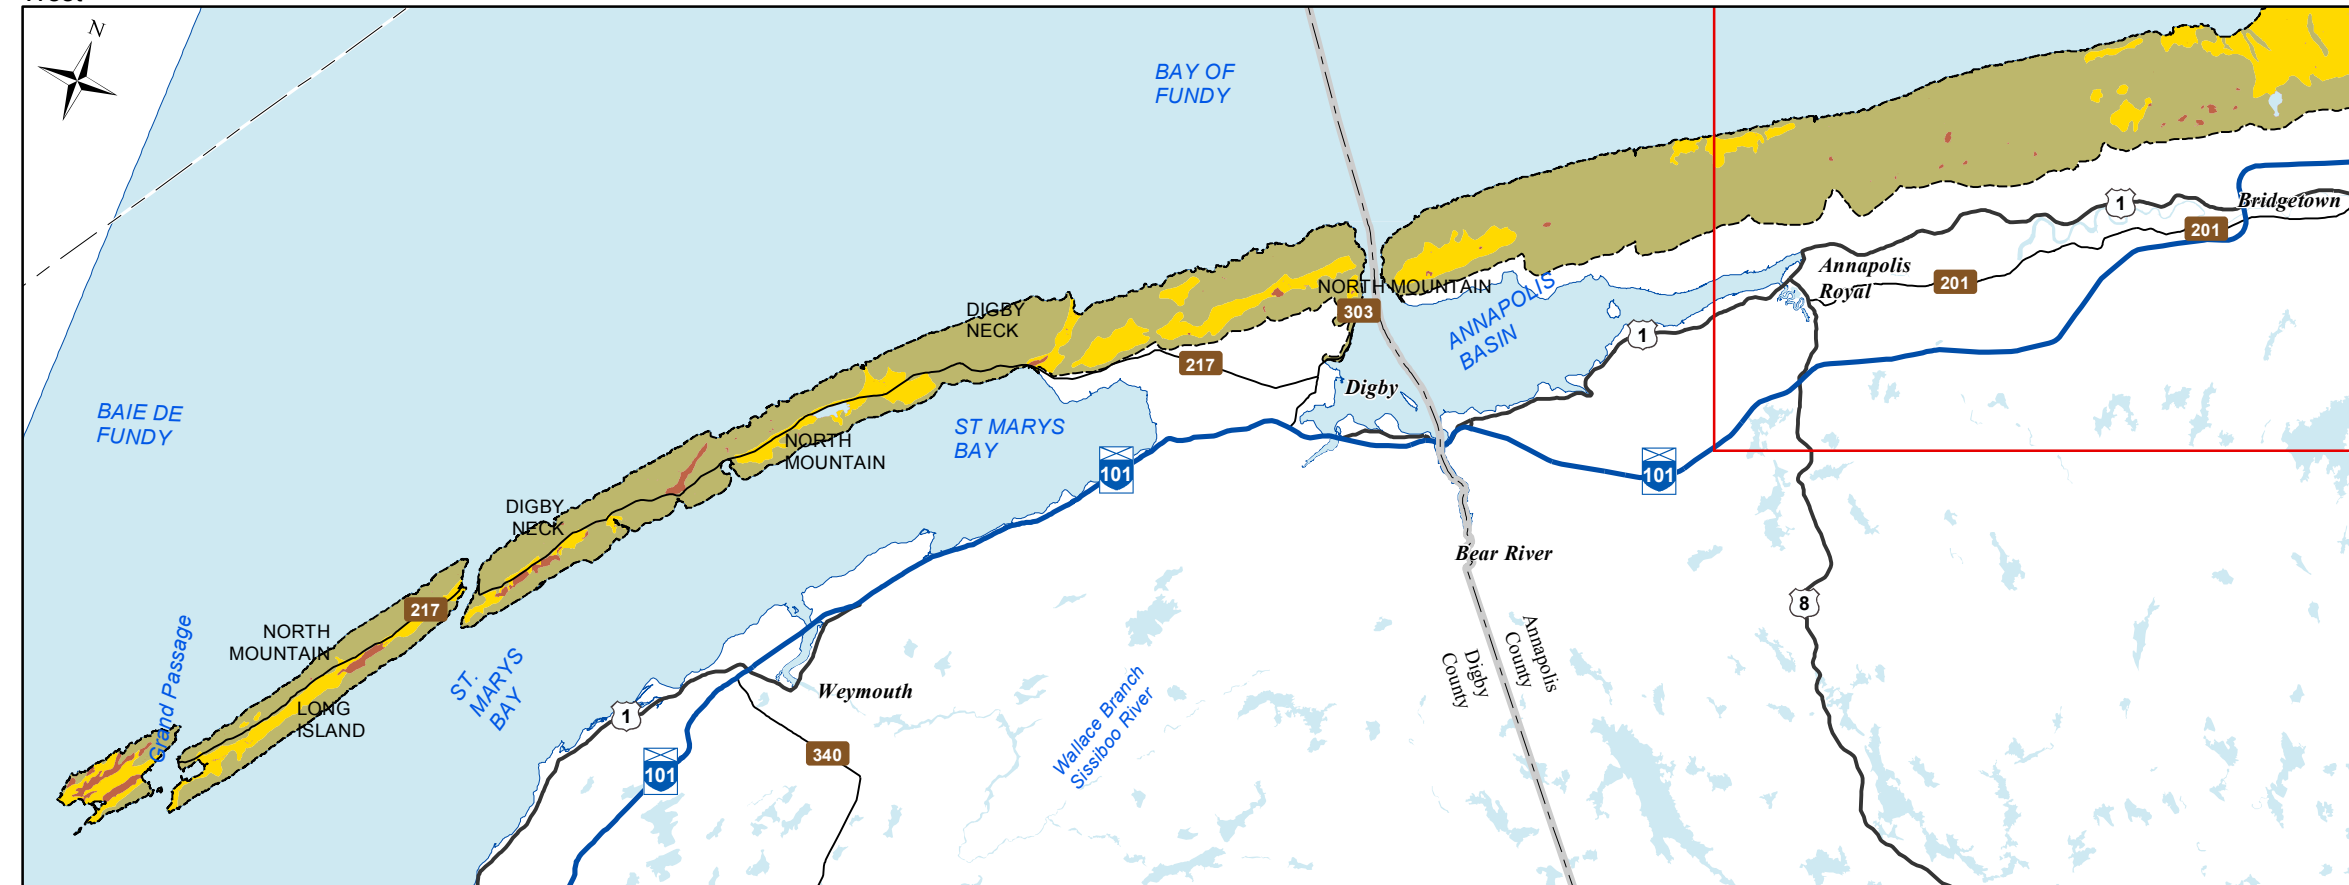 N
BAY OF
FUNDY
1
Bridgetown
201
Annapolis
Royal
201
NORTH MOUNTAIN
303
ANNAPOLIS
BASIN
1
DIGBY
NECK
217
Digby
BAIE DE
FUNDY
ST MARYS
BAY
NORTH
MOUNTAIN
101
101
DIGBY
NECK
Bear River
217
8
NORTH
MOUNTAIN
Grand Passage
Annapolis
County
Digby
County
ST.
MARYS
BAY
Weymouth
Wallace Branch
Sissiboo River
LONG
ISLAND
1
340
101